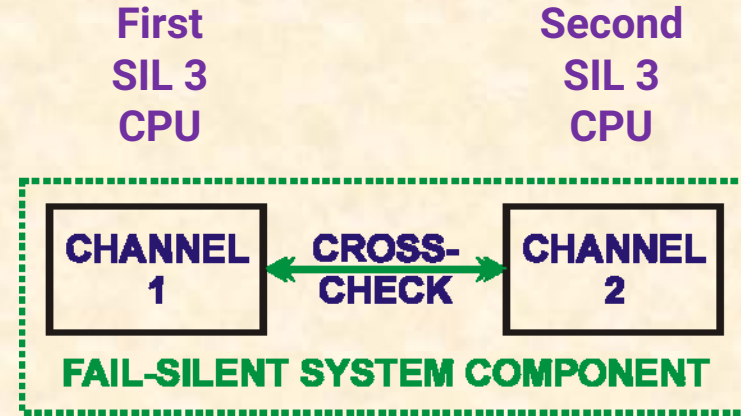 First
SIL 3
CPU
Second
SIL 3
CPU
CHANNEL
1
CROSS-
CHECK
CHANNEL
2
FAIL-SILENT SYSTEM COMPONENT